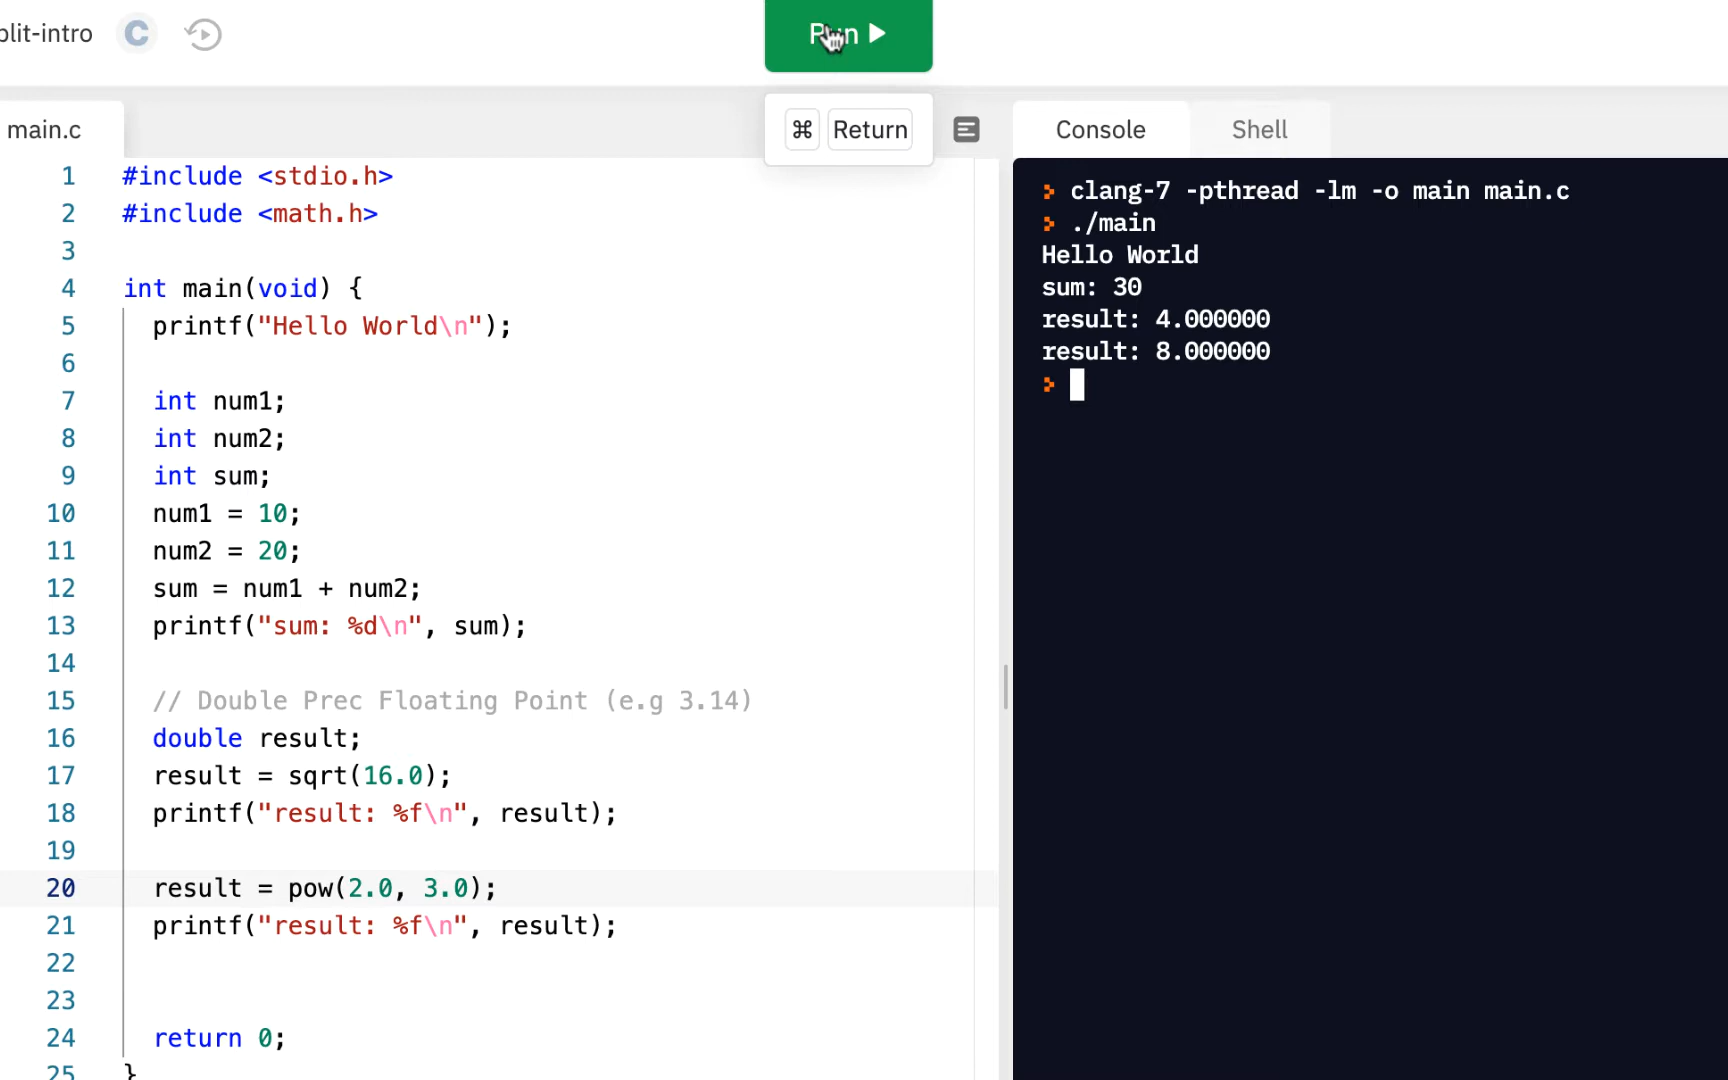 plit-intro C
Run
⌘ Return
main.c
Console Shell
1 #include <stdio.h>
2 #include <math.h>
3
4 int main(void) {
5 printf("Hello World\n");
6
7 int num1;
8 int num2;
9 int sum;
10 num1 = 10;
11 num2 = 20;
12 sum = num1 + num2;
13 printf("sum: %d\n", sum);
14
15 // Double Prec Floating Point (e.g 3.14)
16 double result;
17 result = sqrt(16.0);
18 printf("result: %f\n", result);
19
20 result = pow(2.0, 3.0);
21 printf("result: %f\n", result);
22
23
24 return 0;
25 }
clang-7 -pthread -lm -o main main.c
./main
Hello World
sum: 30
result: 4.000000
result: 8.000000